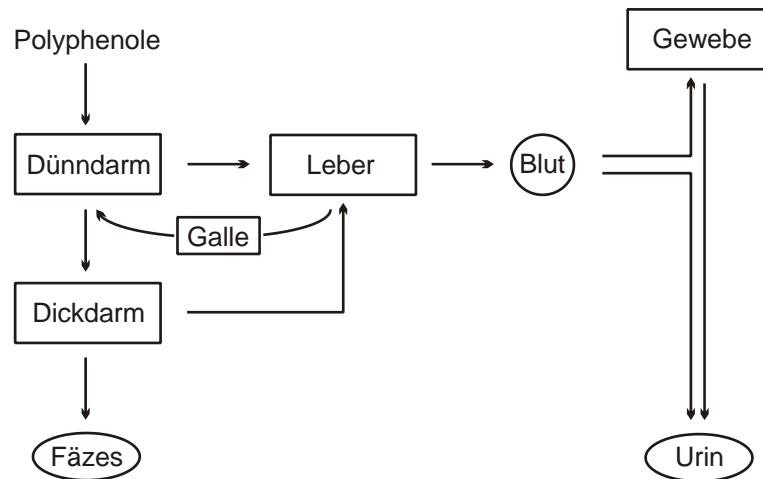 Polyphenole
Gewebe
Dünndarm
Leber
Blut
Galle
Dickdarm
Fäzes
Urin